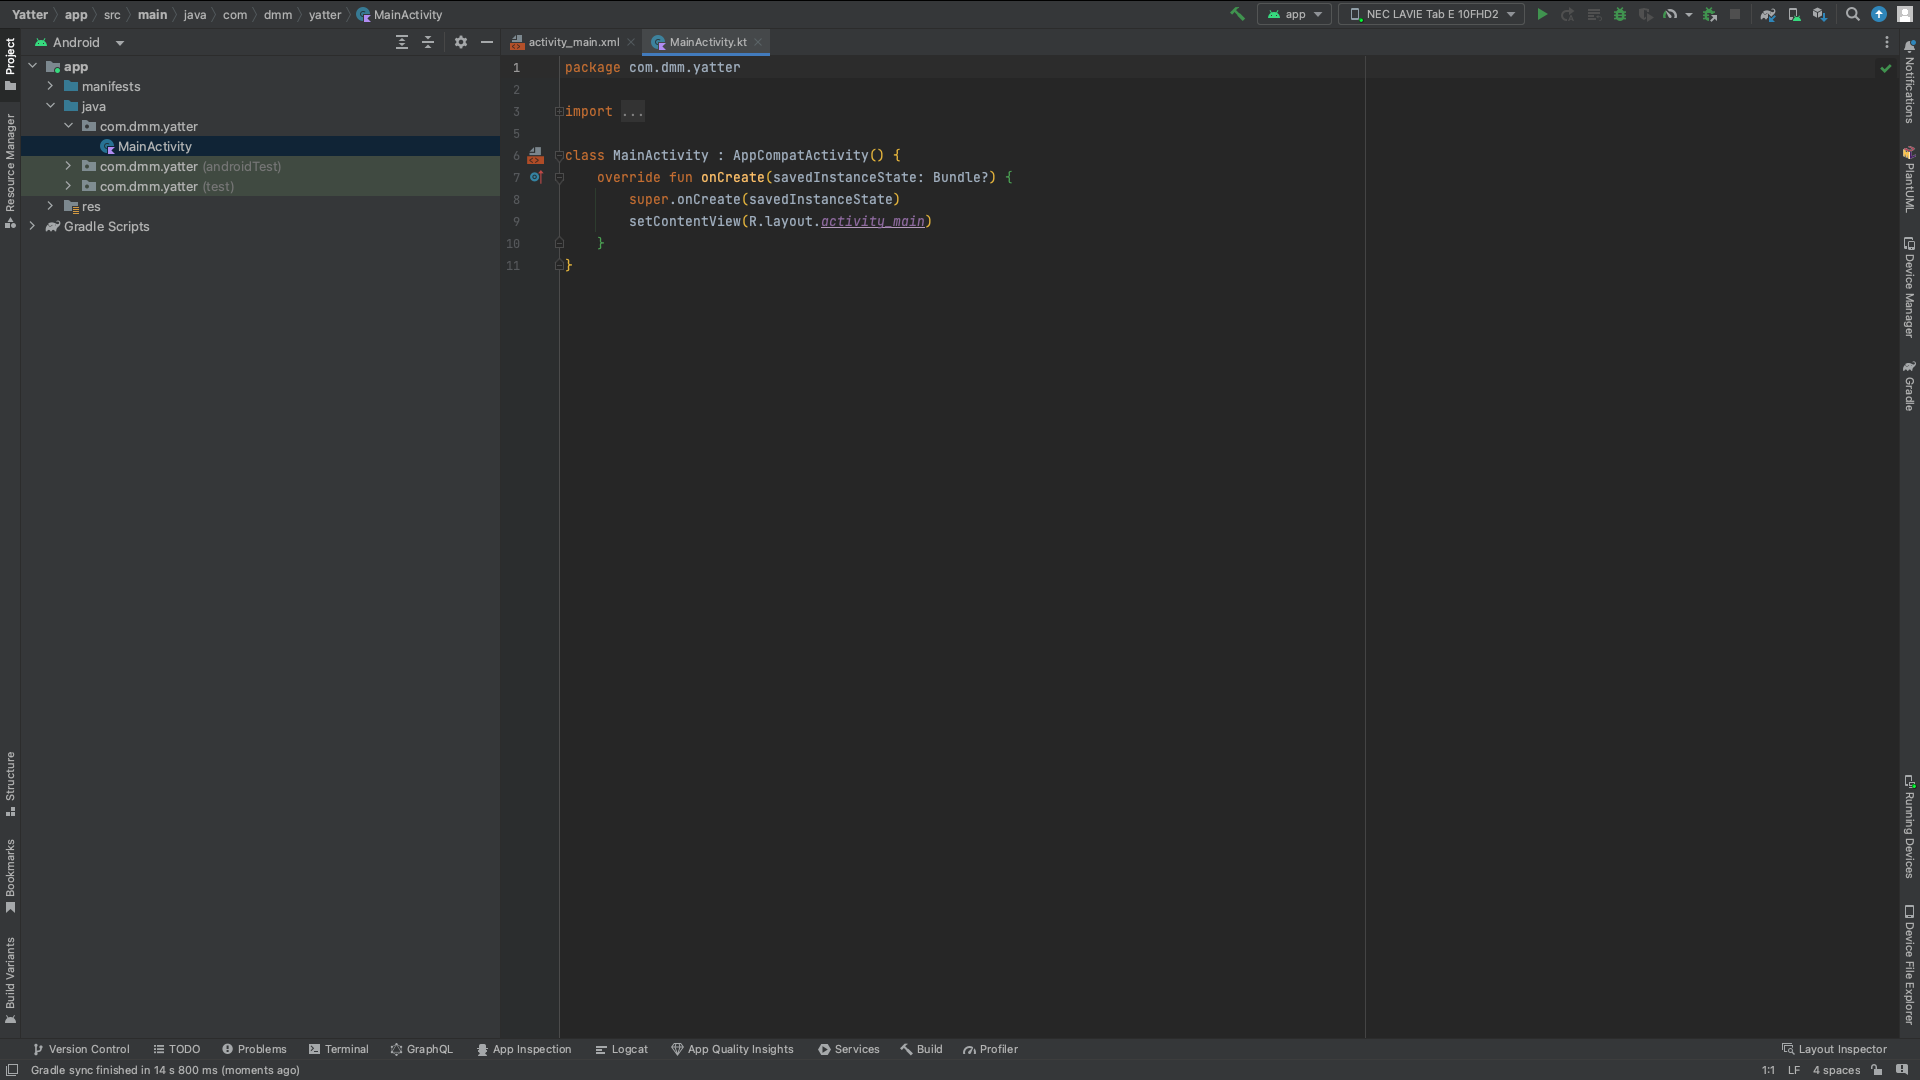 Yatter app src main java com dmm yatter MainActivity
app NEC LAVIE Tab E 10FHD2
Android
activity_main.xml MainActivity.kt
app
manifests
java
com.dmm.yatter
MainActivity
com.dmm.yatter (androidTest)
com.dmm.yatter (test)
res
Gradle Scripts
1 package com.dmm.yatter
2
3 import ...
5
6 class MainActivity : AppCompatActivity() {
7 override fun onCreate(savedInstanceState: Bundle?) {
8 super.onCreate(savedInstanceState)
9 setContentView(R.layout.activity_main)
10 }
11 }
Project
Resource Manager
Structure
Bookmarks
Build Variants
Notifications
PlantUML
Device Manager
Gradle
Running Devices
Device File Explorer
Version Control TODO Problems Terminal GraphQL App Inspection Logcat App Quality Insights Services Build Profiler Layout Inspector
Gradle sync finished in 14 s 800 ms (moments ago) 1:1 LF 4 spaces